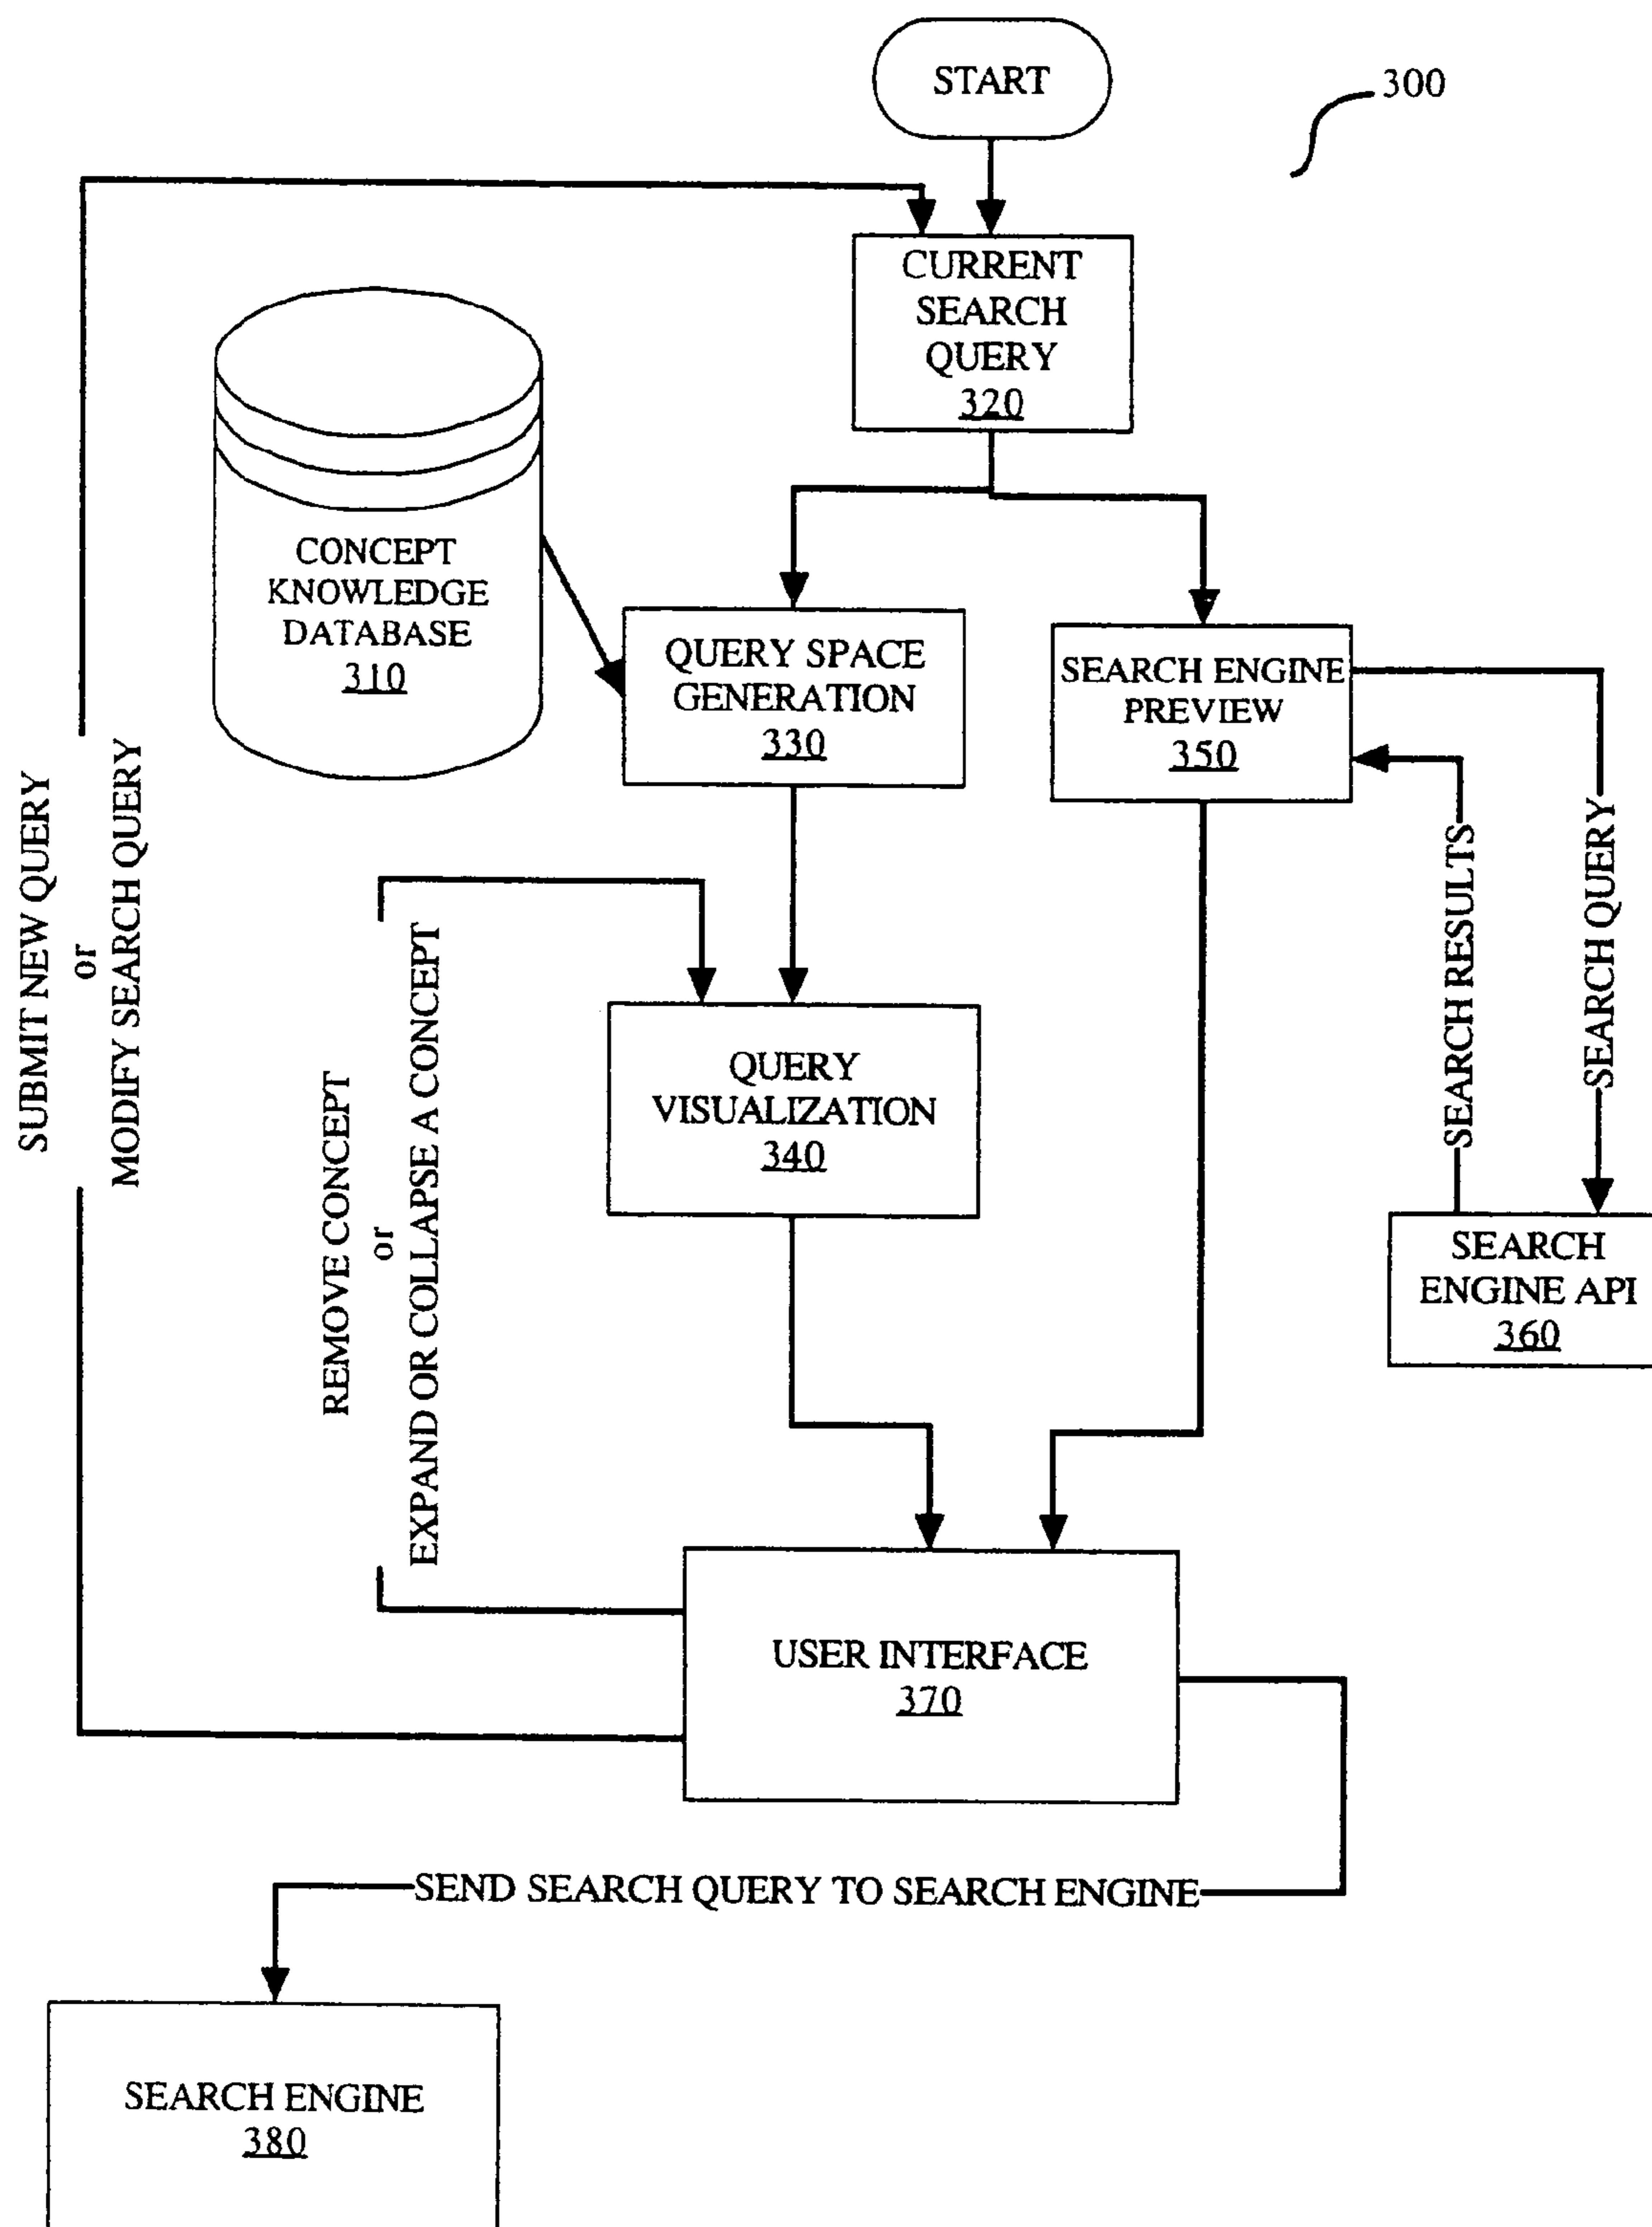 START
300
CURRENT
SEARCH
QUERY
320
CONCEPT
KNOWLEDGE
DATABASE
310
QUERY SPACE
GENERATION
330
SEARCH ENGINE
PREVIEW
350
SEARCH RESULTS
SEARCH QUERY
SUBMIT NEW QUERY
or
MODIFY SEARCH QUERY
REMOVE CONCEPT
or
EXPAND OR COLLAPSE A CONCEPT
QUERY
VISUALIZATION
340
SEARCH
ENGINE API
360
USER INTERFACE
370
SEND SEARCH QUERY TO SEARCH ENGINE
SEARCH ENGINE
380